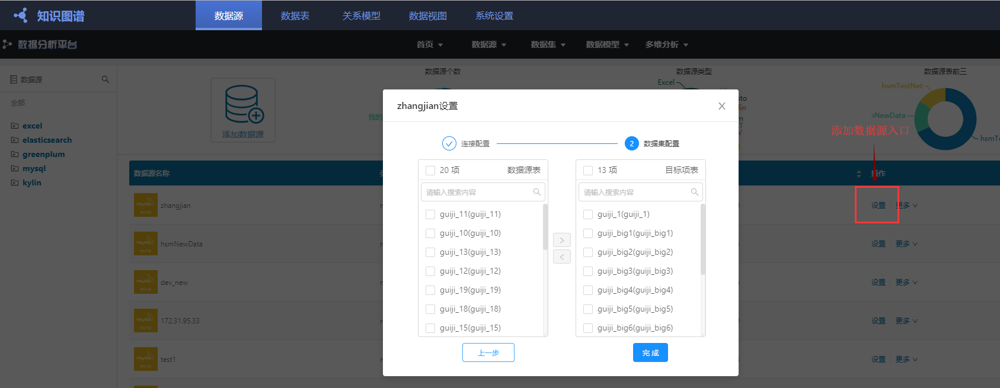 知识图谱
数据源
数据表
关系模型
数据视图
系统设置
数据分析平台
首页
数据源
数据集
数据模型
多维分析
数据源
全部
excel
elasticsearch
greenplum
mysql
kylin
添加数据源
数据源个数
数据源类型
数据源表前三
我的
Excel
sto
lin
m
T
V
hsmTestNet
NewData
hsmT
添加数据源入口
数据源名称
操作
zhangjian
设置
更多
hsmNewData
设置
更多
dev_new
设置
更多
172.31.95.33
设置
更多
test1
设置
更多
MySQL
MySQL
MySQL
MySQL
MySQL
zhangjian设置
连接配置
2
数据集配置
20 项
数据源表
请输入搜索内容
guiji_11(guiji_11)
guiji_10(guiji_10)
guiji_13(guiji_13)
guiji_12(guiji_12)
guiji_19(guiji_19)
guiji_18(guiji_18)
guiji_15(guiji_15)
13 项
目标项表
请输入搜索内容
guiji_1(guiji_1)
guiji_big1(guiji_big1)
guiji_big2(guiji_big2)
guiji_big3(guiji_big3)
guiji_big4(guiji_big4)
guiji_big5(guiji_big5)
guiji_big6(guiji_big6)
上一步
完成